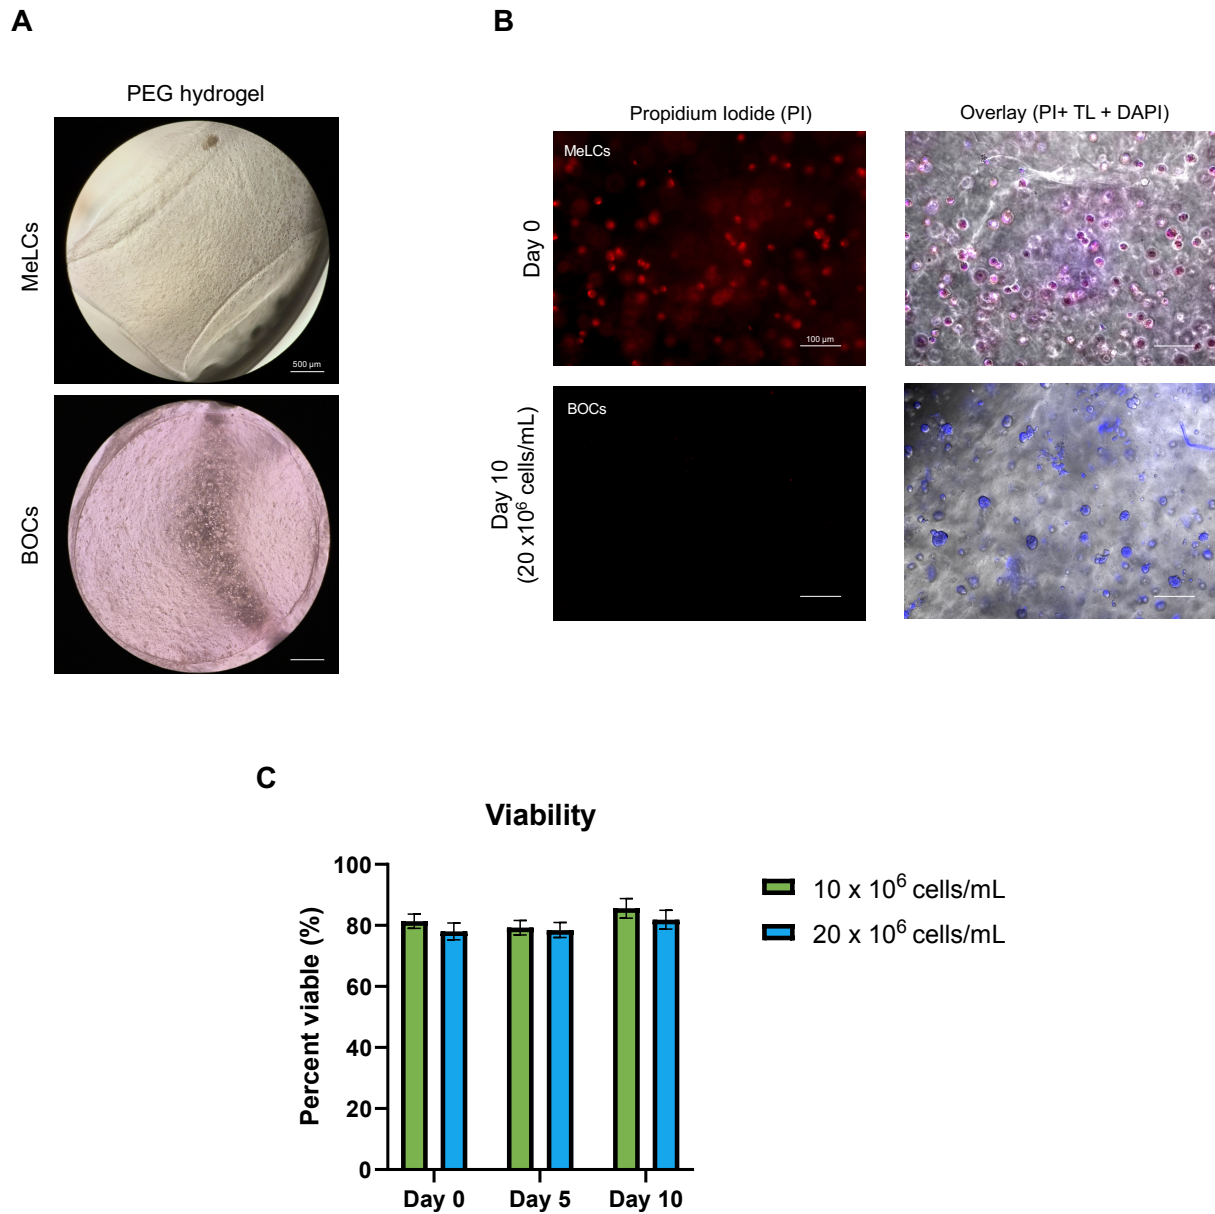 A
B
PEG hydrogel
MeLCs
500 µm
BOCs
Propidium Iodide (PI)
Overlay (PI+ TL + DAPI)
Day 0
MeLCs
100 µm
Day 10
(20 x10⁶ cells/mL)
BOCs
C
Viability
Percent viable (%)
100
80
60
40
20
0
Day 0
Day 5
Day 10
10 x 10⁶ cells/mL
20 x 10⁶ cells/mL